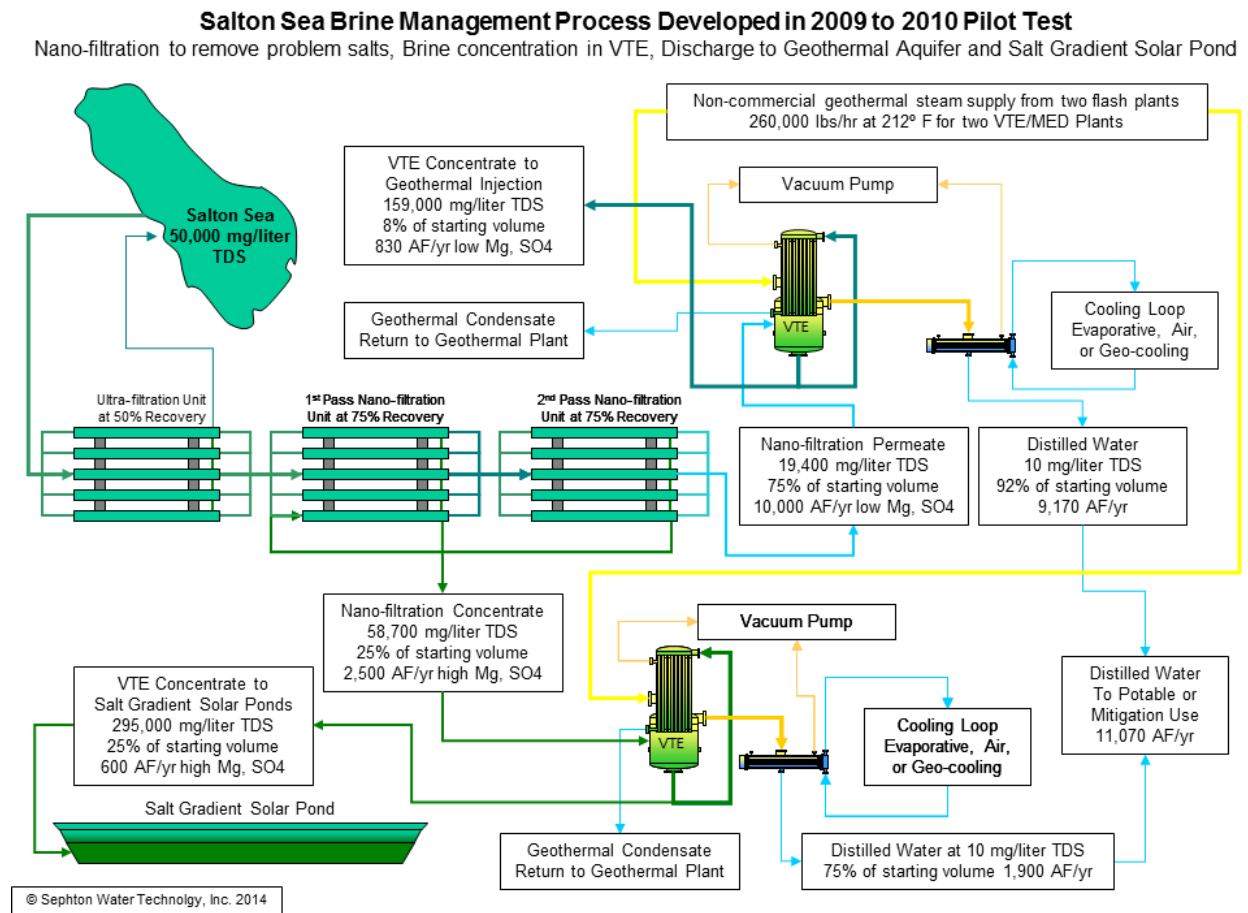 Salton Sea Brine Management Process Developed in 2009 to 2010 Pilot Test
Nano-filtration to remove problem salts, Brine concentration in VTE, Discharge to Geothermal Aquifer and Salt Gradient Solar Pond
Non-commercial geothermal steam supply from two flash plants
260,000 lbs/hr at 212º F for two VTE/MED Plants
VTE Concentrate to
Geothermal Injection
159,000 mg/liter TDS
8% of starting volume
830 AF/yr low Mg, SO4
Vacuum Pump
Salton Sea
50,000 mg/liter
TDS
VTE
Cooling Loop
Evaporative, Air,
or Geo-cooling
Geothermal Condensate
Return to Geothermal Plant
Ultra-filtration Unit
at 50% Recovery
1st Pass Nano-filtration
Unit at 75% Recovery
2nd Pass Nano-filtration
Unit at 75% Recovery
Nano-filtration Permeate
19,400 mg/liter TDS
75% of starting volume
10,000 AF/yr low Mg, SO4
Distilled Water
10 mg/liter TDS
92% of starting volume
9,170 AF/yr
Nano-filtration Concentrate
58,700 mg/liter TDS
25% of starting volume
2,500 AF/yr high Mg, SO4
Vacuum Pump
VTE Concentrate to
Salt Gradient Solar Ponds
295,000 mg/liter TDS
25% of starting volume
600 AF/yr high Mg, SO4
VTE
Cooling Loop
Evaporative, Air,
or Geo-cooling
Distilled Water
To Potable or
Mitigation Use
11,070 AF/yr
Salt Gradient Solar Pond
Geothermal Condensate
Return to Geothermal Plant
Distilled Water at 10 mg/liter TDS
75% of starting volume 1,900 AF/yr
© Sephton Water Technolgy, Inc. 2014